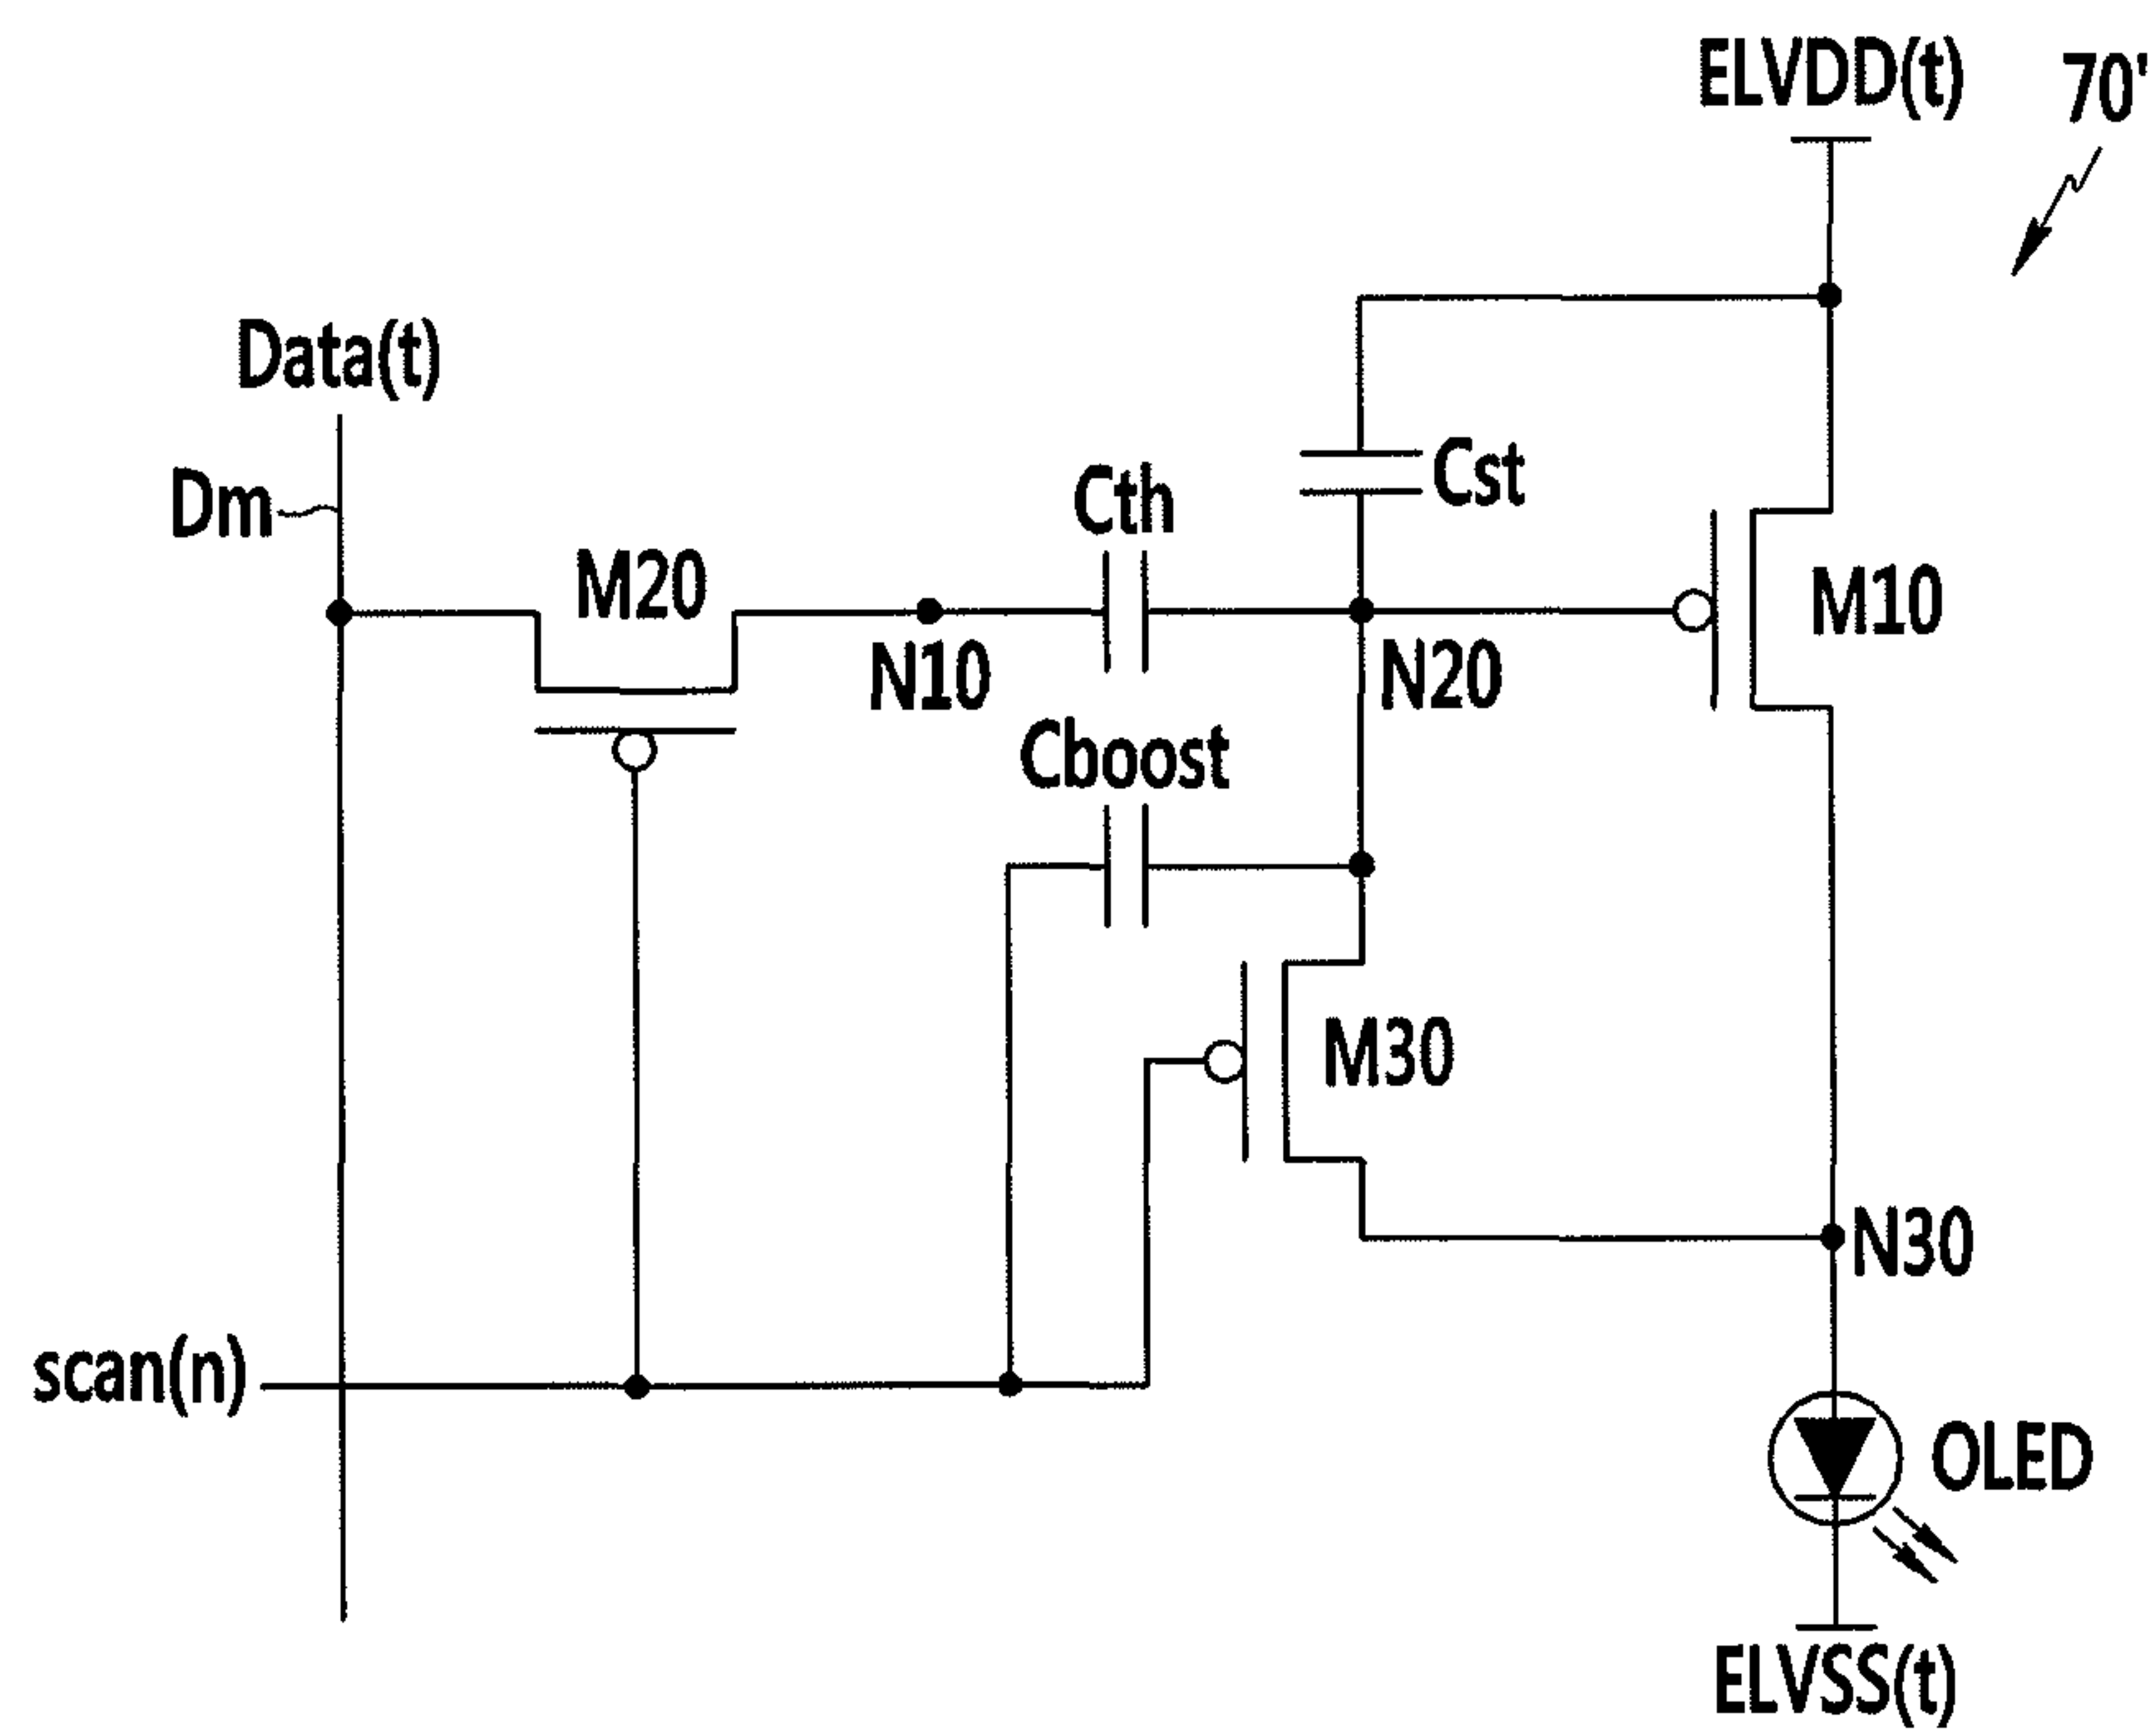 ELVDD(t)
70'
Data(t)
Dm
Cst
Cth
M20
M10
N10
N20
Cboost
M30
N30
scan(n)
OLED
ELVSS(t)